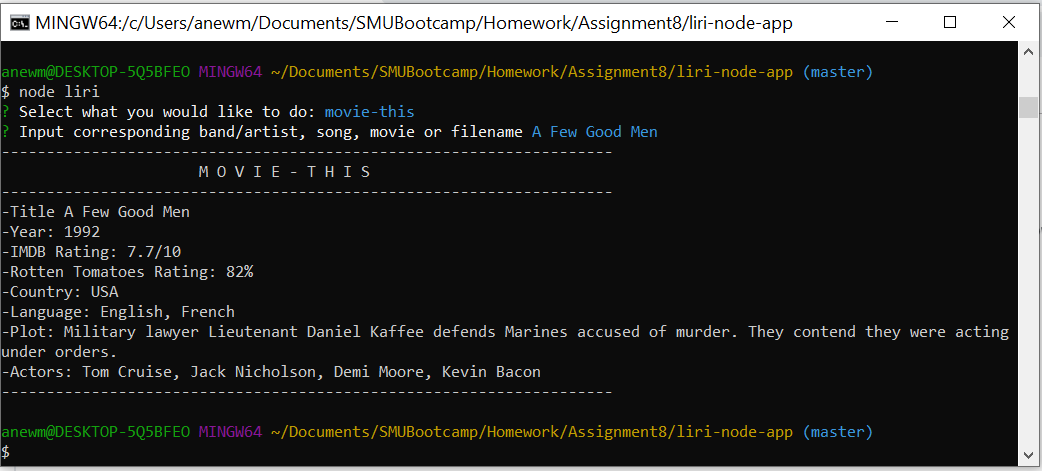 MINGW64:/c/Users/anewm/Documents/SMUBootcamp/Homework/Assignment8/liri-node-app
anewm@DESKTOP-5Q5BFEO MINGW64 ~/Documents/SMUBootcamp/Homework/Assignment8/liri-node-app (master)
$ node liri
? Select what you would like to do: movie-this
? Input corresponding band/artist, song, movie or filename A Few Good Men
--------------------------------------------------------------------
M O V I E - T H I S
--------------------------------------------------------------------
-Title A Few Good Men
-Year: 1992
-IMDB Rating: 7.7/10
-Rotten Tomatoes Rating: 82%
-Country: USA
-Language: English, French
-Plot: Military lawyer Lieutenant Daniel Kaffee defends Marines accused of murder. They contend they were acting
under orders.
-Actors: Tom Cruise, Jack Nicholson, Demi Moore, Kevin Bacon
--------------------------------------------------------------------
anewm@DESKTOP-5Q5BFEO MINGW64 ~/Documents/SMUBootcamp/Homework/Assignment8/liri-node-app (master)
$